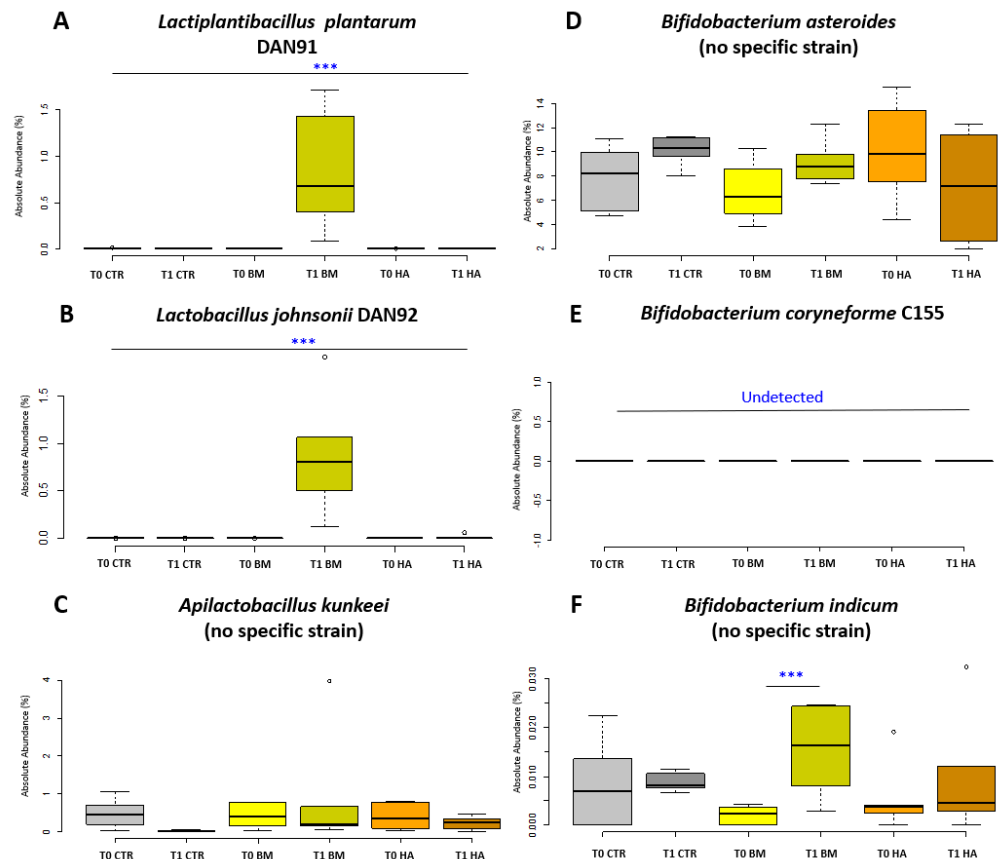 A
Lactiplantibacillus plantarum
DAN91
***
Absolute Abundance (%)
1.5
1.0
0.5
0.0
T0 CTR T1 CTR T0 BM T1 BM T0 HA T1 HA
B
Lactobacillus johnsonii DAN92
***
Absolute Abundance (%)
1.5
1.0
0.5
0.0
T0 CTR T1 CTR T0 BM T1 BM T0 HA T1 HA
C
Apilactobacillus kunkeei
(no specific strain)
Absolute Abundance (%)
4
3
2
1
0
T0 CTR T1 CTR T0 BM T1 BM T0 HA T1 HA
D
Bifidobacterium asteroides
(no specific strain)
Absolute Abundance (%)
14
12
10
8
6
4
2
T0 CTR T1 CTR T0 BM T1 BM T0 HA T1 HA
E
Bifidobacterium coryneforme C155
Undetected
Absolute Abundance (%)
1.0
0.5
0.0
-0.5
-1.0
T0 CTR T1 CTR T0 BM T1 BM T0 HA T1 HA
F
Bifidobacterium indicum
(no specific strain)
***
Absolute Abundance (%)
0.030
0.020
0.010
0.000
T0 CTR T1 CTR T0 BM T1 BM T0 HA T1 HA